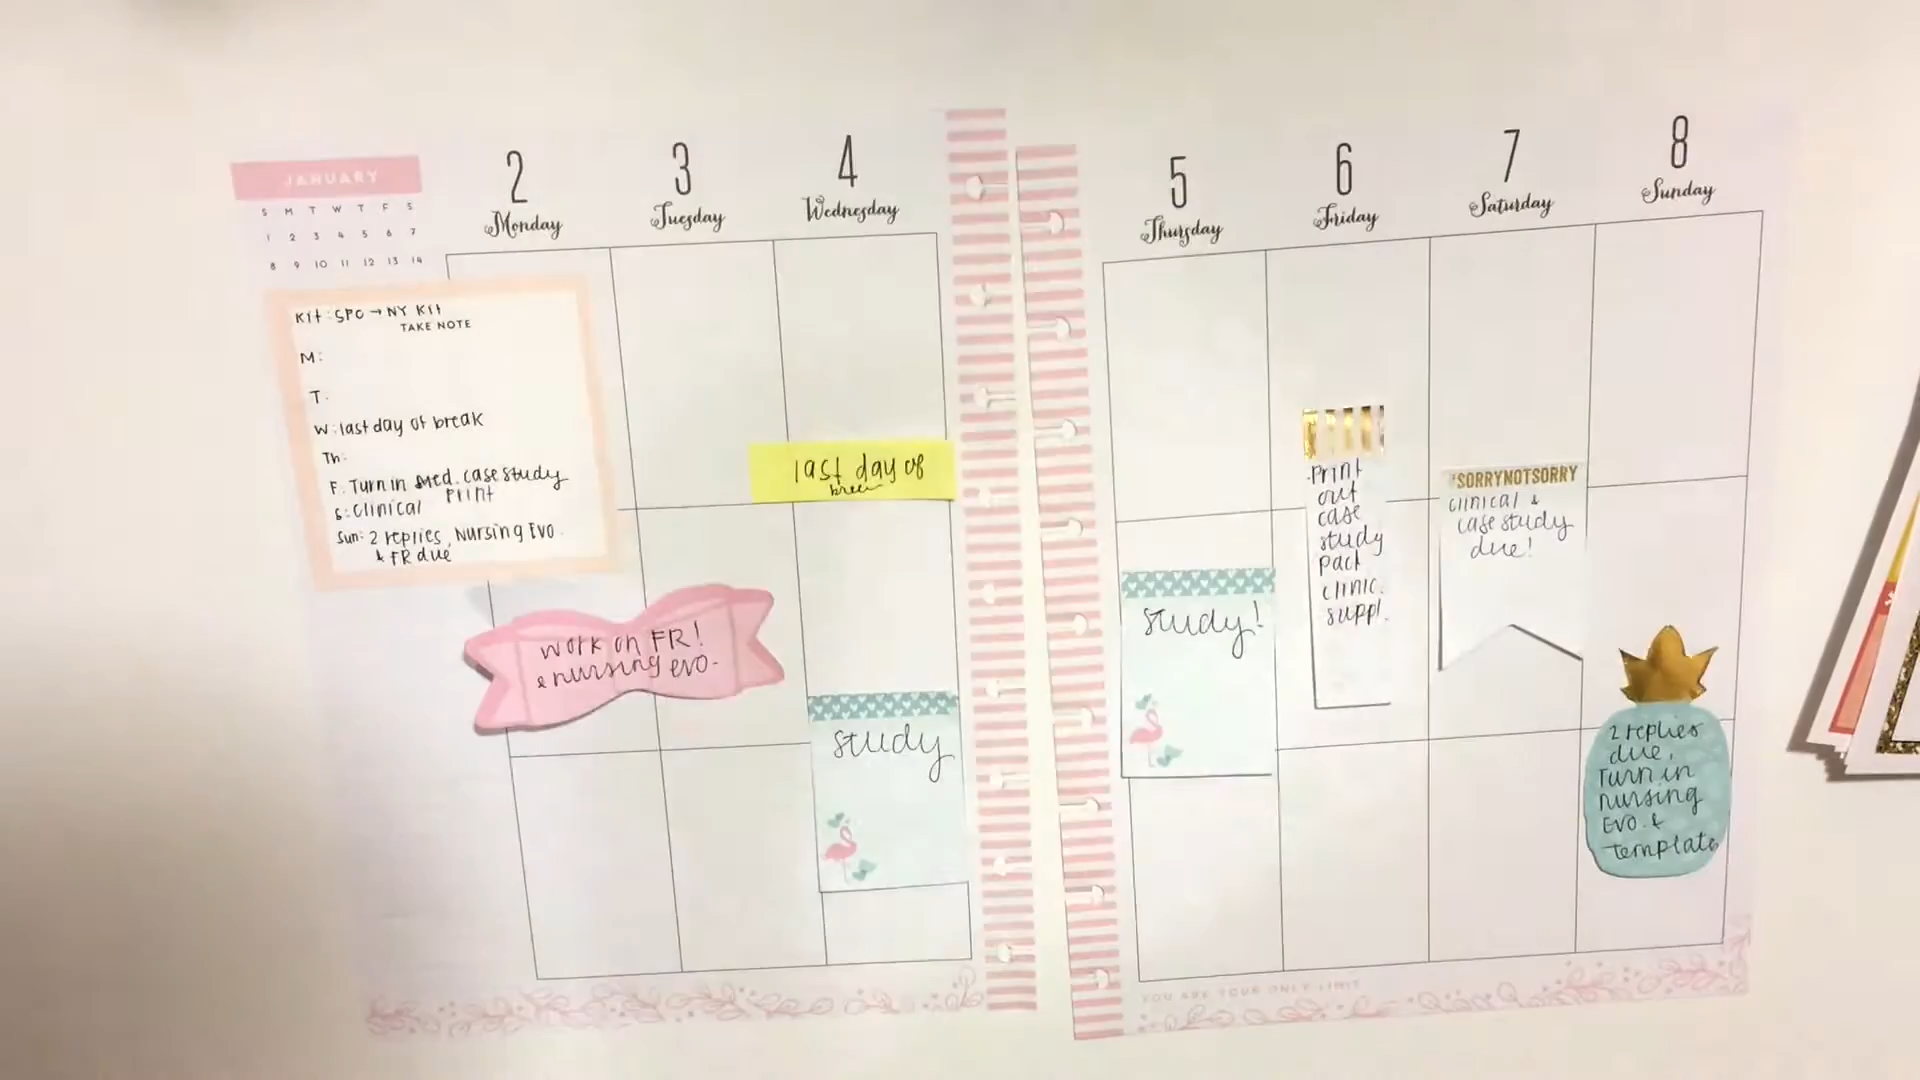 JANUARY
S M T W T F S
1 2 3 4 5 6 7
8 9 10 11 12 13 14
2
Monday
3
Tuesday
4
Wednesday
5
Thursday
6
Friday
7
Saturday
8
Sunday
Kit: SPC → NY Kit
TAKE NOTE
M:
T:
W: last day of break
Th:
F: Turn in Med. case study
print
S: Clinical
Sun: 2 replies, Nursing Evo.
& FR due
last day of
work on FR!
& nursing evo.
study
study!
Print
out
case
study
pack
clinic.
suppl.
#SORRYNOTSORRY
clinical &
case study
due!
2 replies
due,
Turn in
nursing
Evo. &
template
YOU ARE YOUR ONLY LIMIT